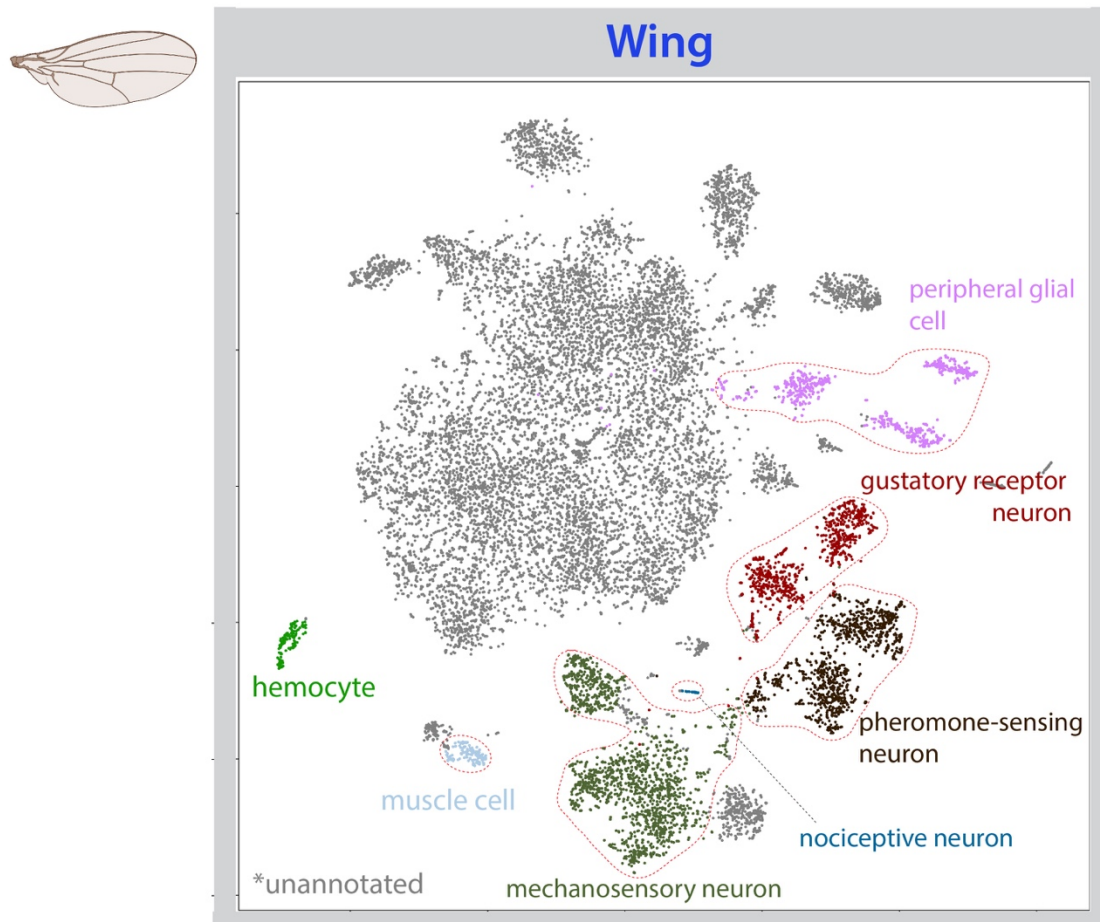 Wing
peripheral glial
cell
gustatory receptor
neuron
hemocyte
pheromone-sensing
neuron
muscle cell
nociceptive neuron
*unannotated
mechanosensory neuron